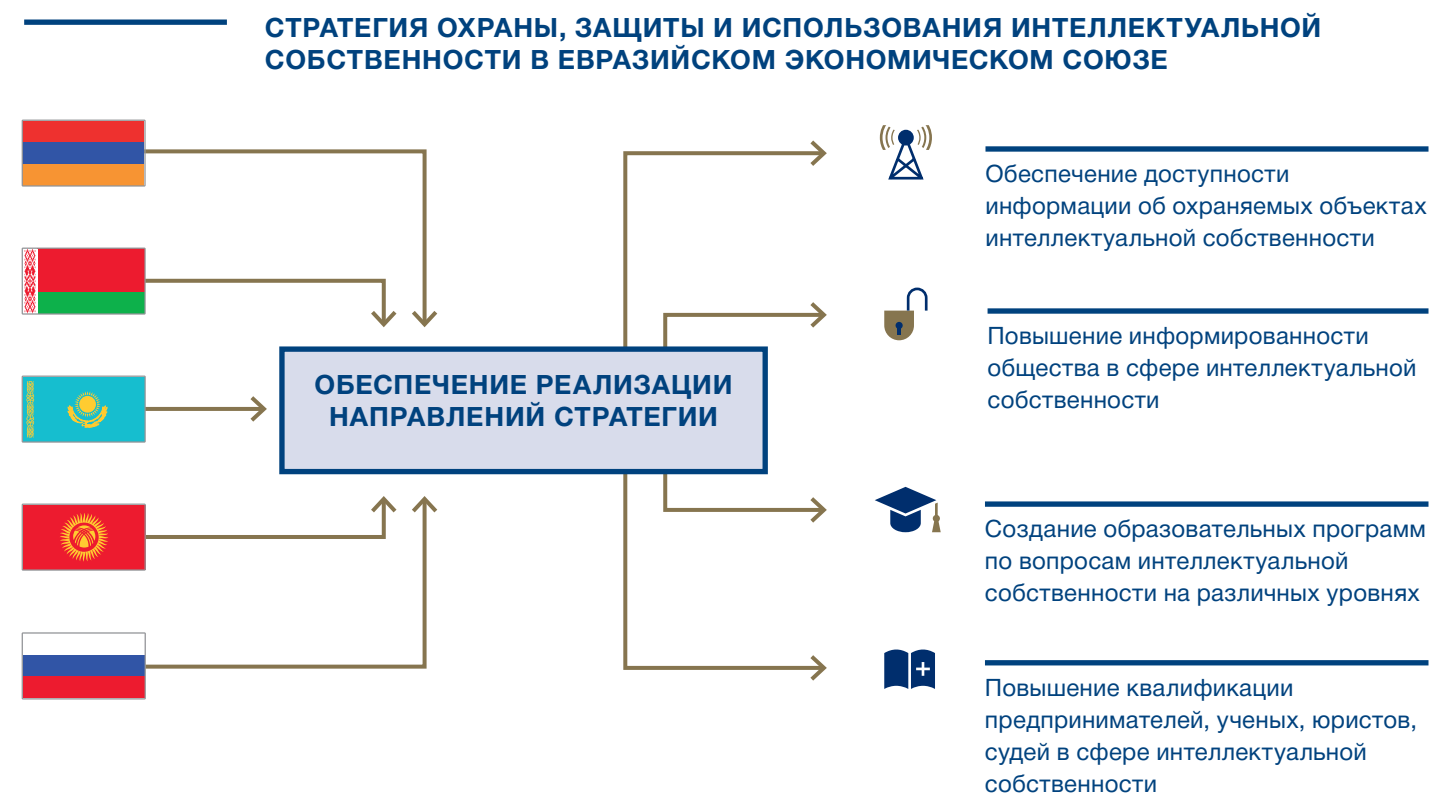 СТРАТЕГИЯ ОХРАНЫ, ЗАЩИТЫ И ИСПОЛЬЗОВАНИЯ ИНТЕЛЛЕКТУАЛЬНОЙ
СОБСТВЕННОСТИ В ЕВРАЗИЙСКОМ ЭКОНОМИЧЕСКОМ СОЮЗЕ
ОБЕСПЕЧЕНИЕ РЕАЛИЗАЦИИ
НАПРАВЛЕНИЙ СТРАТЕГИИ
Обеспечение доступности
информации об охраняемых объектах
интеллектуальной собственности
Повышение информированности
общества в сфере интеллектуальной
собственности
Создание образовательных программ
по вопросам интеллектуальной
собственности на различных уровнях
Повышение квалификации
предпринимателей, ученых, юристов,
судей в сфере интеллектуальной
собственности